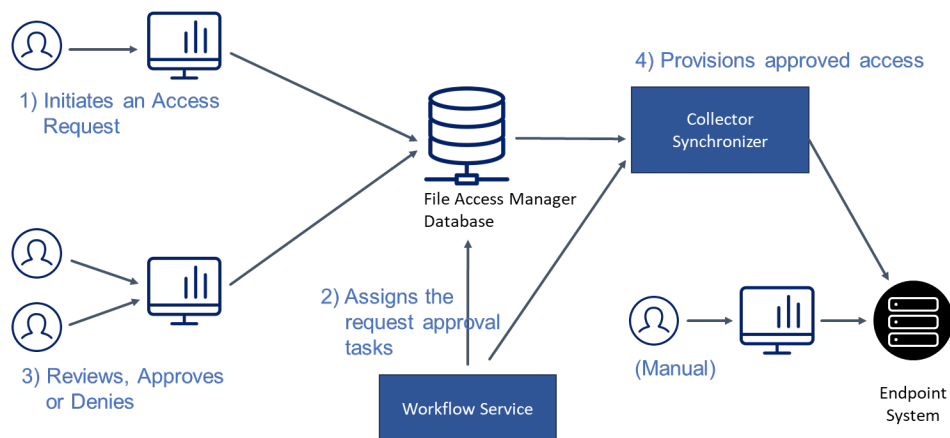 1) Initiates an Access
Request
4) Provisions approved access
Collector
Synchronizer
File Access Manager
Database
2) Assigns the
request approval
tasks
3) Reviews, Approves
or Denies
Workflow Service
(Manual)
Endpoint
System